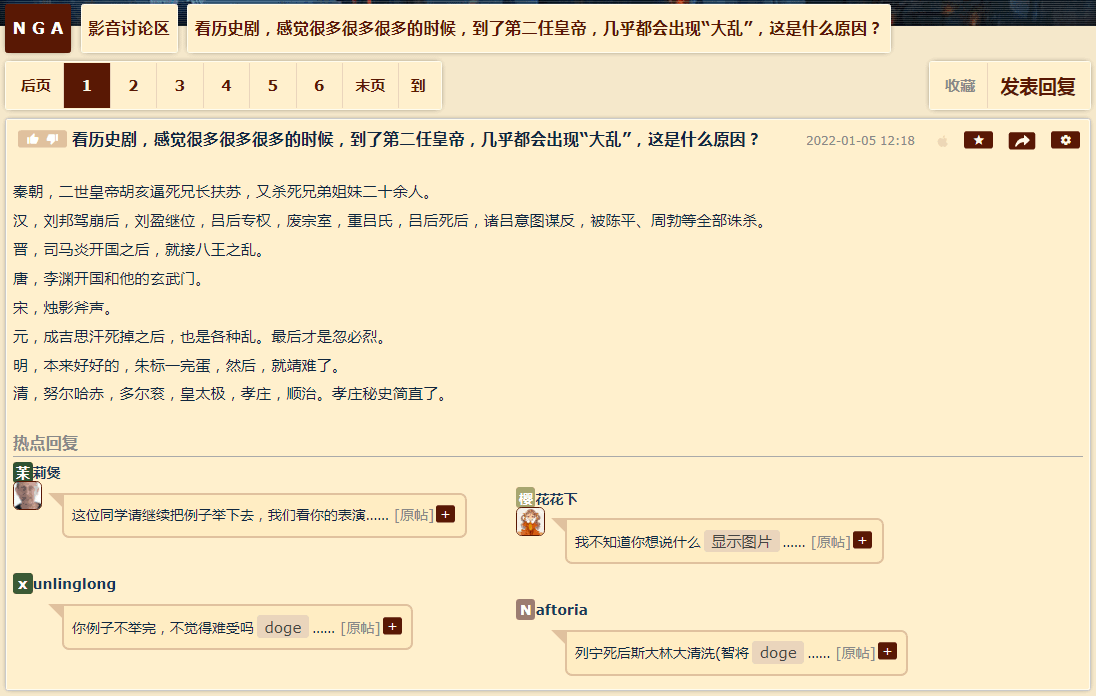 NGA 影音讨论区 看历史剧，感觉很多很多很多的时候，到了第二任皇帝，几乎都会出现“大乱”，这是什么原因？
后页 1 2 3 4 5 6 末页 到 收藏 发表回复
看历史剧，感觉很多很多很多的时候，到了第二任皇帝，几乎都会出现“大乱”，这是什么原因？ 2022-01-05 12:18
秦朝，二世皇帝胡亥逼死兄长扶苏，又杀死兄弟姐妹二十余人。
汉，刘邦驾崩后，刘盈继位，吕后专权，废宗室，重吕氏，吕后死后，诸吕意图谋反，被陈平、周勃等全部诛杀。
晋，司马炎开国之后，就接八王之乱。
唐，李渊开国和他的玄武门。
宋，烛影斧声。
元，成吉思汗死掉之后，也是各种乱。最后才是忽必烈。
明，本来好好的，朱标一完蛋，然后，就靖难了。
清，努尔哈赤，多尔衮，皇太极，孝庄，顺治。孝庄秘史简直了。
热点回复
茉莉煲
这位同学请继续把例子举下去，我们看你的表演...... [原帖] +
樱花花下
我不知道你想说什么 显示图片 ...... [原帖] +
xunlinglong
你例子不举完，不觉得难受吗 doge ...... [原帖] +
Naftoria
列宁死后斯大林大清洗(智将 doge ...... [原帖] +